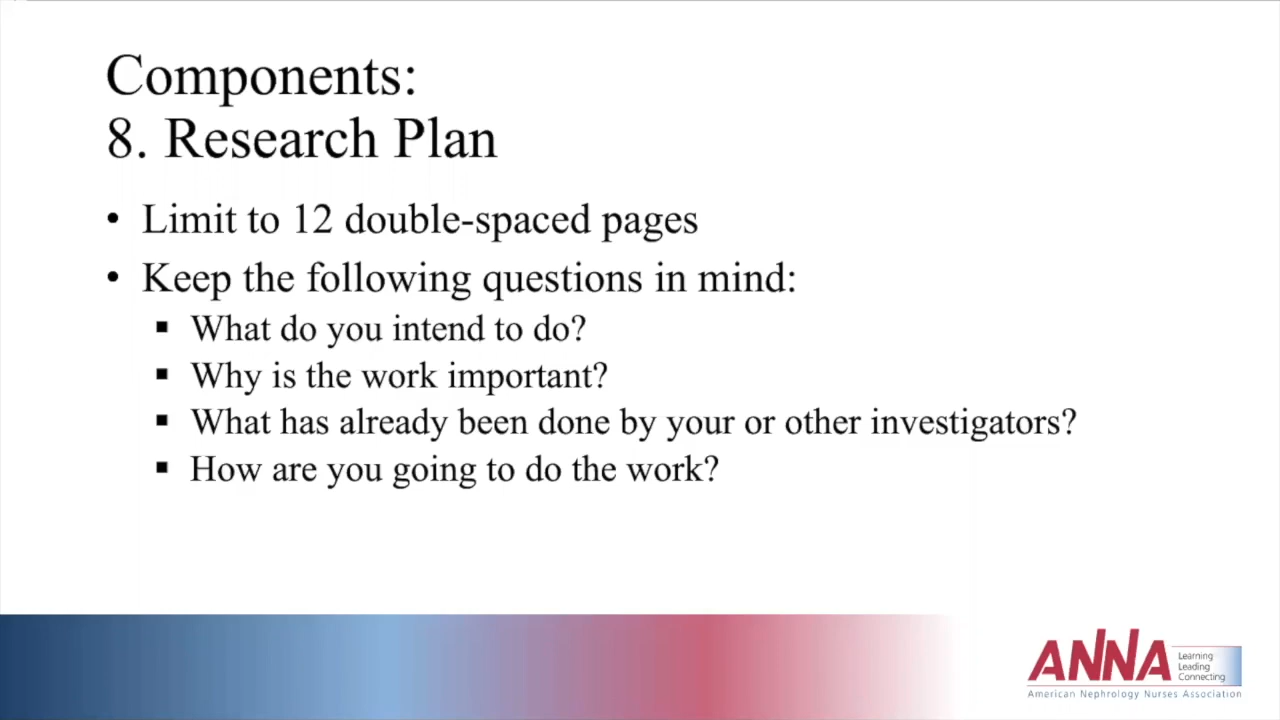 Components:
8. Research Plan
• Limit to 12 double-spaced pages
• Keep the following questions in mind:
▪ What do you intend to do?
▪ Why is the work important?
▪ What has already been done by your or other investigators?
▪ How are you going to do the work?
ANNA
Learning
Leading
Connecting
American Nephrology Nurses Association